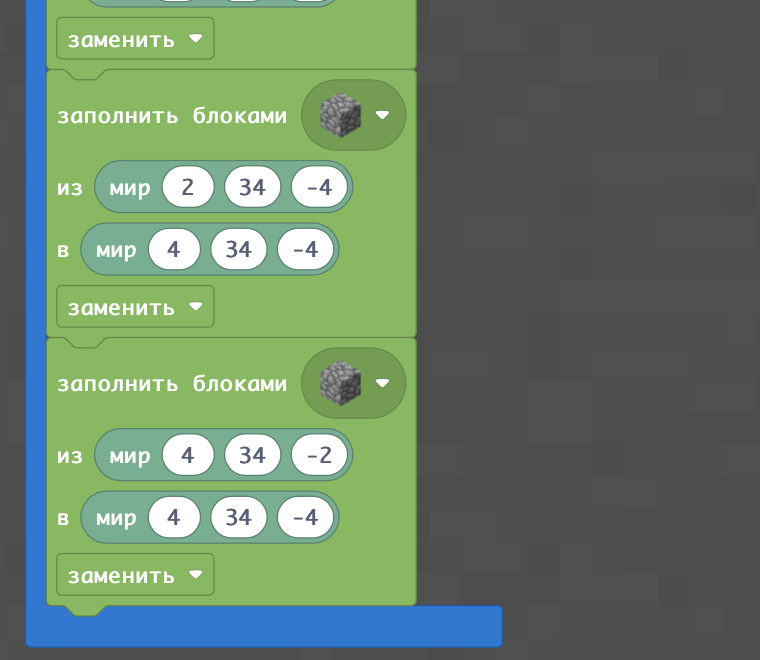 заменить
заполнить блоками
из мир 2 34 -4
в мир 4 34 -4
заменить
заполнить блоками
из мир 4 34 -2
в мир 4 34 -4
заменить